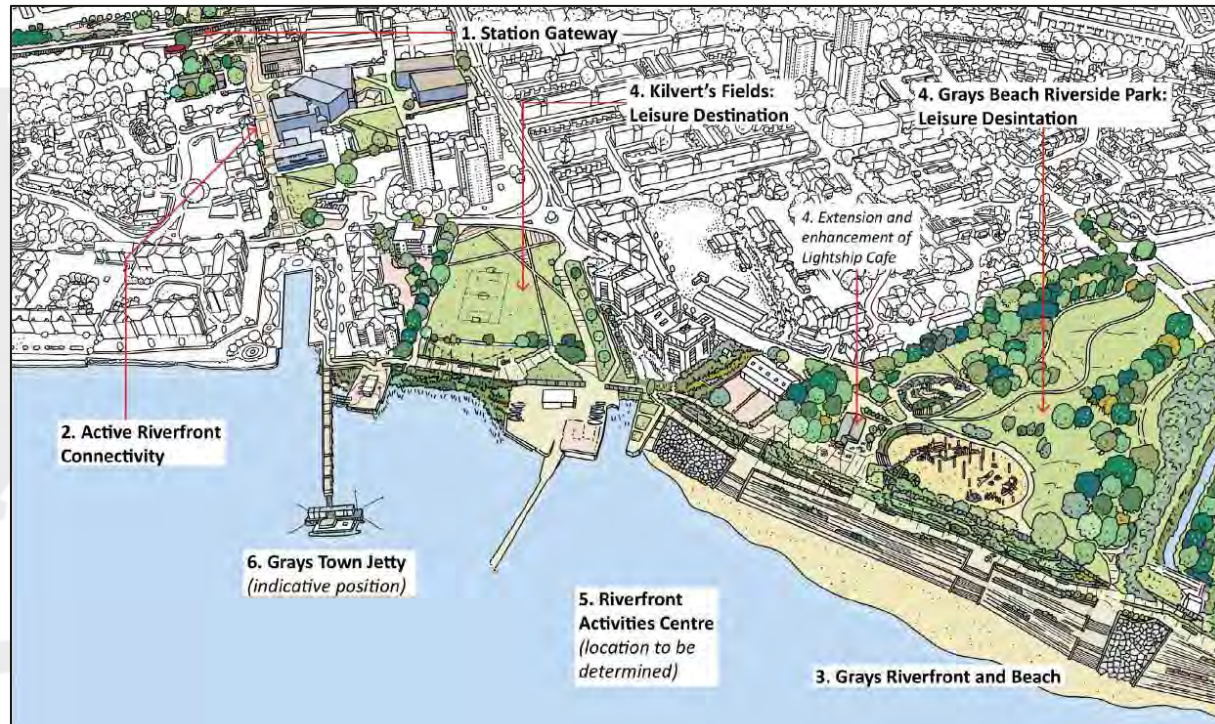 1. Station Gateway
4. Kilvert's Fields:
Leisure Destination
4. Grays Beach Riverside Park:
Leisure Desintation
4. Extension and
enhancement of
Lightship Cafe
2. Active Riverfront
Connectivity
6. Grays Town Jetty
(indicative position)
5. Riverfront
Activities Centre
(location to be
determined)
3. Grays Riverfront and Beach